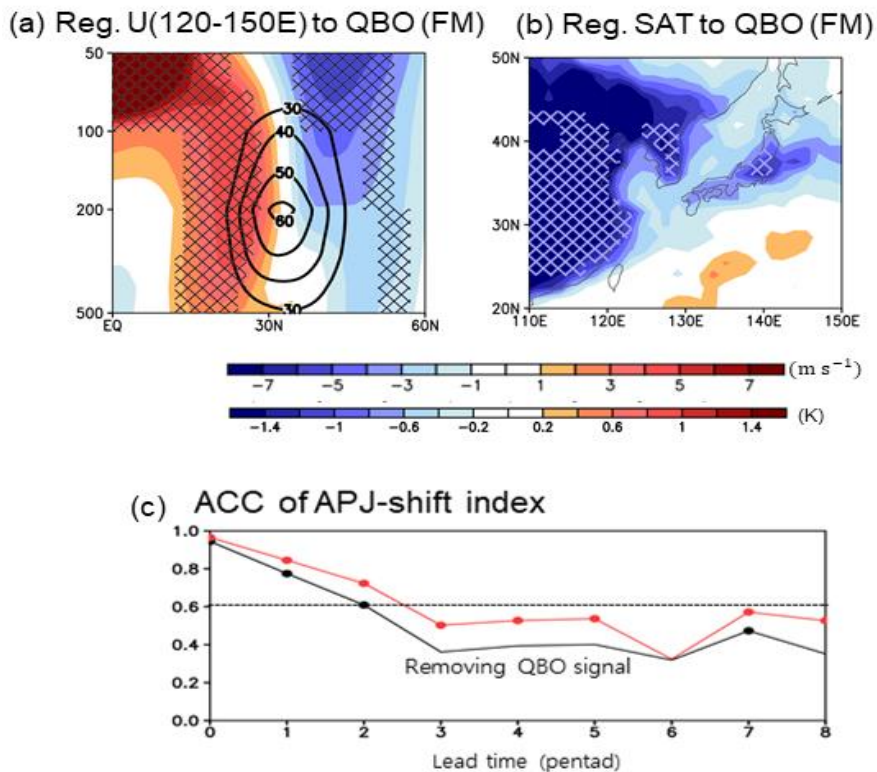 (a) Reg. U(120-150E) to QBO (FM)
(b) Reg. SAT to QBO (FM)
50
100
200
500
EQ 30N 60N
30
40
50
60
30
50N
40N
30N
20N
110E 120E 130E 140E 150E
−7 −5 −3 −1 1 3 5 7 (m s⁻¹)
−1.4 −1 −0.6 −0.2 0.2 0.6 1 1.4 (K)
(c) ACC of APJ-shift index
1.0
0.8
0.6
0.4
0.2
0.0
Removing QBO signal
0 1 2 3 4 5 6 7 8
Lead time (pentad)